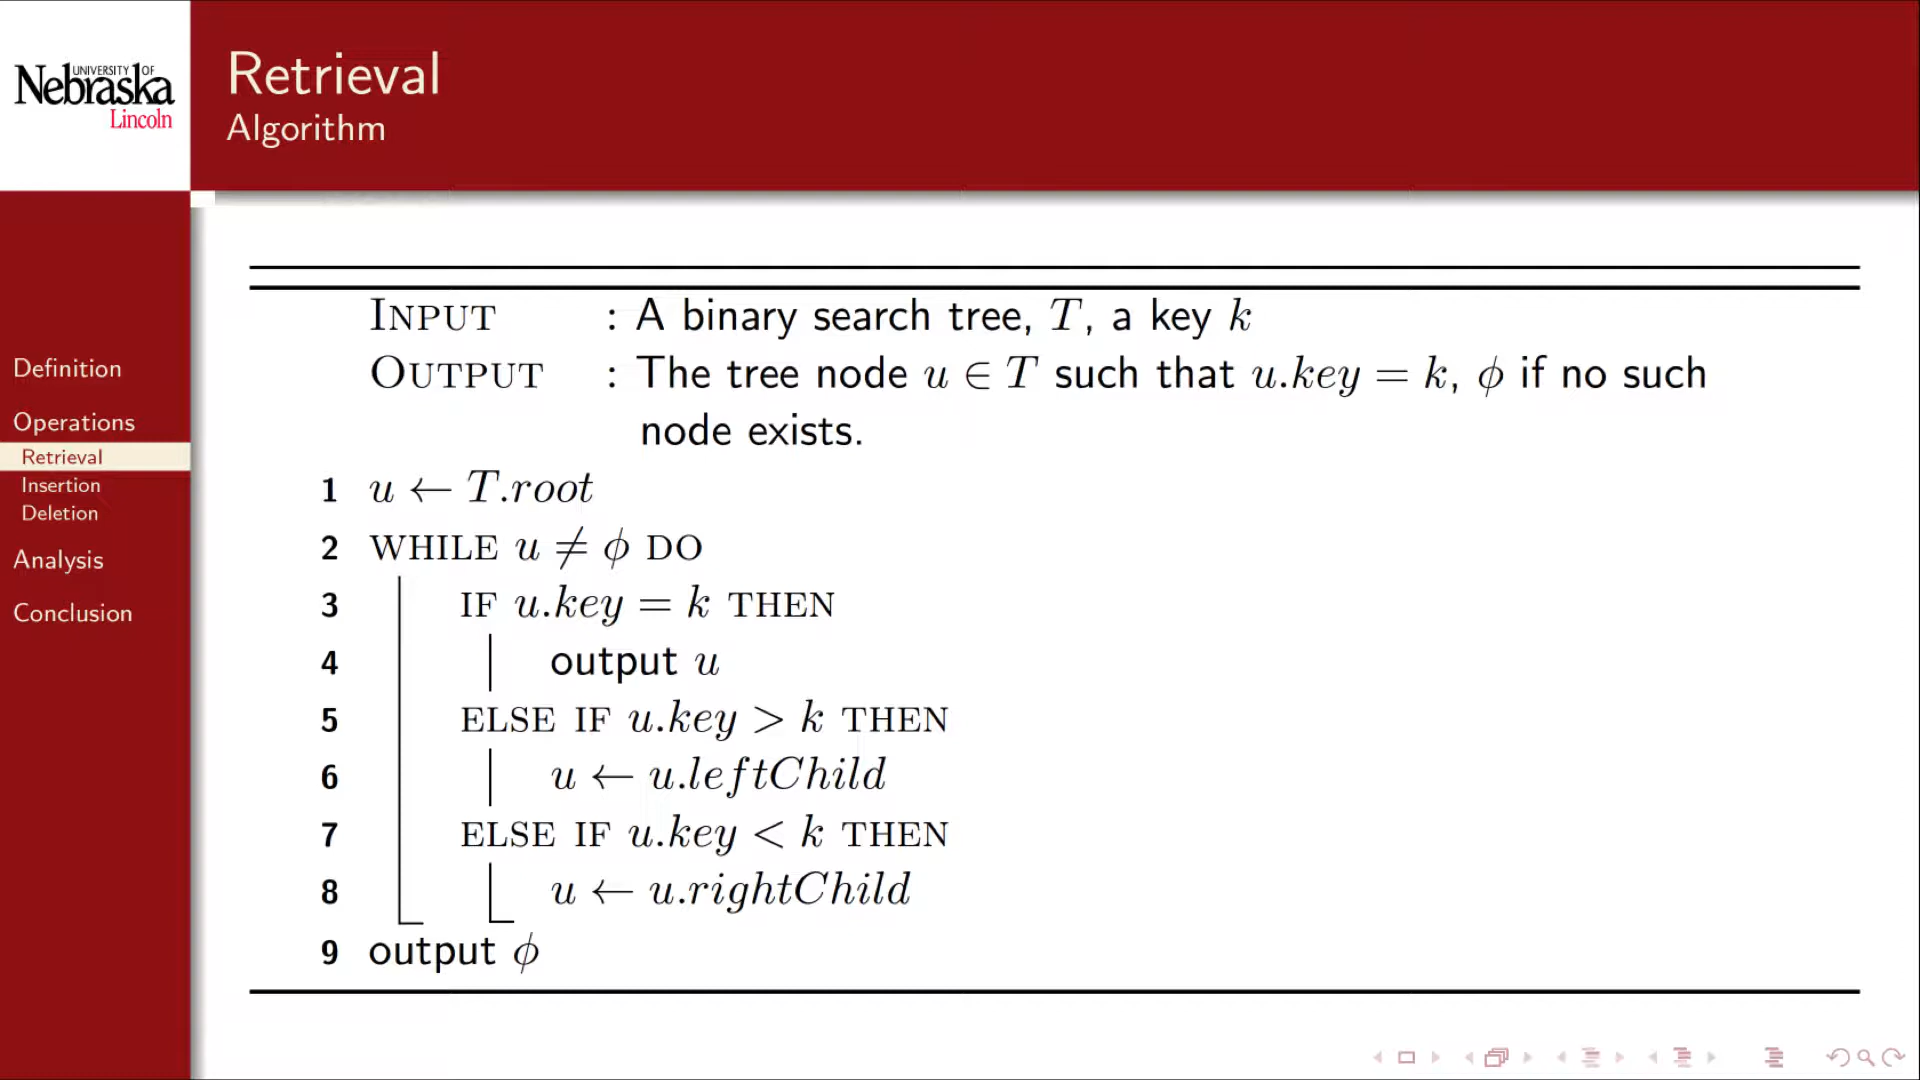 UNIVERSITY OF
Nebraska
Lincoln
Retrieval
Algorithm
Definition
Operations
Retrieval
Insertion
Deletion
Analysis
Conclusion
INPUT : A binary search tree, T, a key k
OUTPUT : The tree node u ∈ T such that u.key = k, ϕ if no such
node exists.
1 u ← T.root
2 WHILE u ≠ ϕ DO
3 IF u.key = k THEN
4 output u
5 ELSE IF u.key > k THEN
6 u ← u.leftChild
7 ELSE IF u.key < k THEN
8 u ← u.rightChild
9 output ϕ